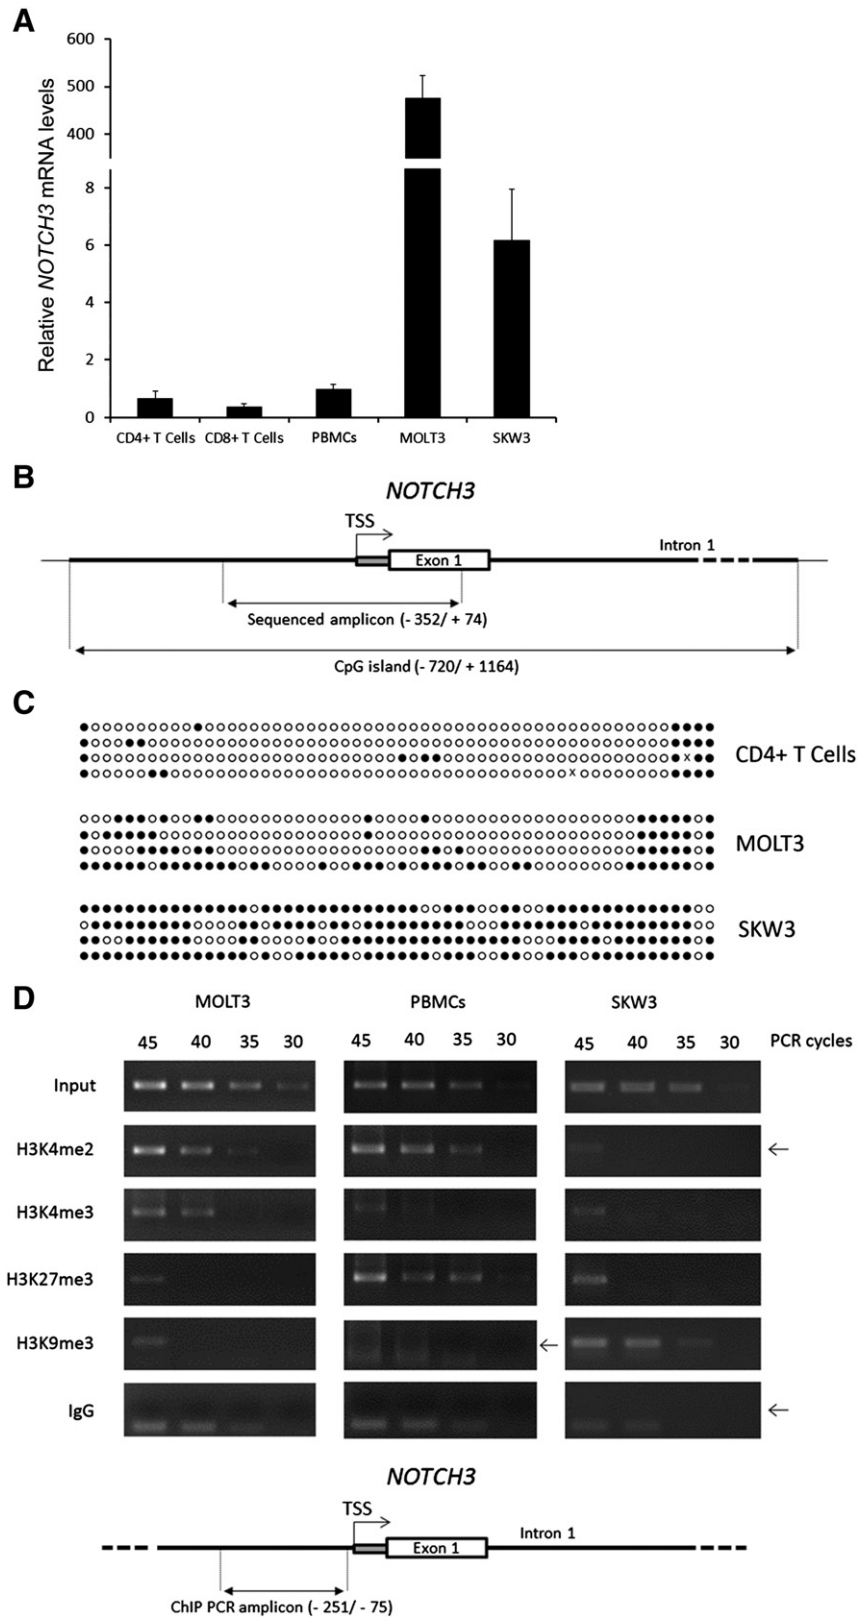 A
Relative NOTCH3 mRNA levels
600
500
400
8
6
4
2
0
CD4+ T Cells CD8+ T Cells PBMCs MOLT3 SKW3
B
NOTCH3
TSS
Exon 1
Intron 1
Sequenced amplicon (- 352/ + 74)
CpG island (- 720/ + 1164)
C
CD4+ T Cells
x
x
MOLT3
SKW3
D
MOLT3 PBMCs SKW3
45 40 35 30 45 40 35 30 45 40 35 30 PCR cycles
Input
H3K4me2
H3K4me3
H3K27me3
H3K9me3
IgG
NOTCH3
TSS
Exon 1
Intron 1
ChIP PCR amplicon (- 251/ - 75)